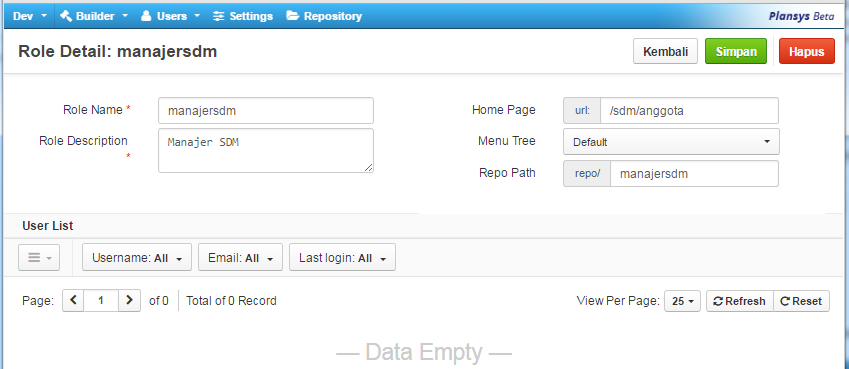 Dev Builder Users Settings Repository Plansys Beta
Role Detail: manajersdm Kembali Simpan Hapus
Role Name * manajersdm Home Page url: /sdm/anggota
Role Description * Manajer SDM Menu Tree Default
Repo Path repo/ manajersdm
User List
Username: All Email: All Last login: All
Page: 1 of 0 Total of 0 Record View Per Page: 25 Refresh Reset
— Data Empty —